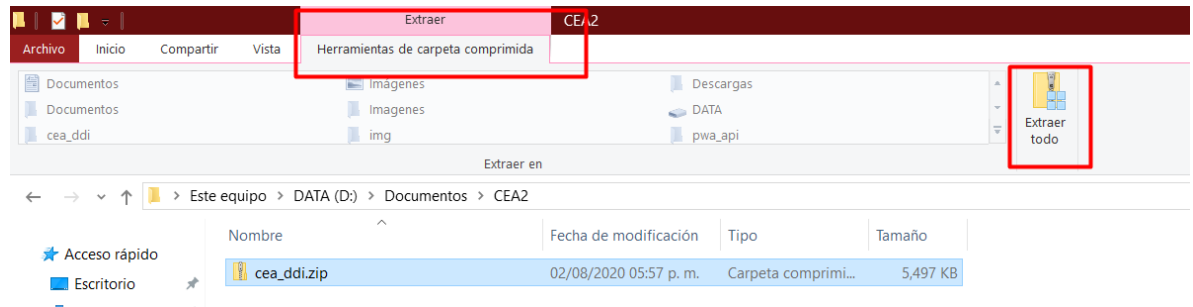 Extraer CEA2
Archivo Inicio Compartir Vista Herramientas de carpeta comprimida
Documentos Imágenes Descargas
Documentos Imagenes DATA
cea_ddi img pwa_api
Extraer todo
Extraer en
Este equipo > DATA (D:) > Documentos > CEA2
Nombre Fecha de modificación Tipo Tamaño
Acceso rápido
cea_ddi.zip 02/08/2020 05:57 p. m. Carpeta comprimi... 5,497 KB
Escritorio